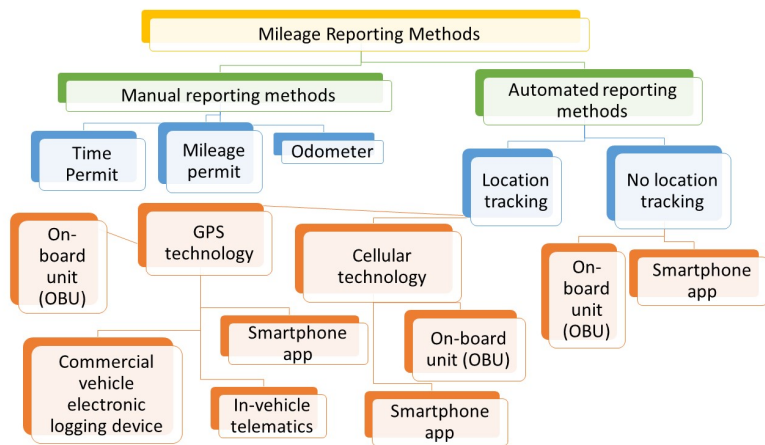 Mileage Reporting Methods
Manual reporting methods
Automated reporting
methods
Time
Permit
Mileage
permit
Odometer
Location
tracking
No location
tracking
On-
board
unit
(OBU)
GPS
technology
Cellular
technology
On-
board
unit
(OBU)
Smartphone
app
Smartphone
app
On-board
unit (OBU)
Commercial
vehicle
electronic
logging device
In-vehicle
telematics
Smartphone
app